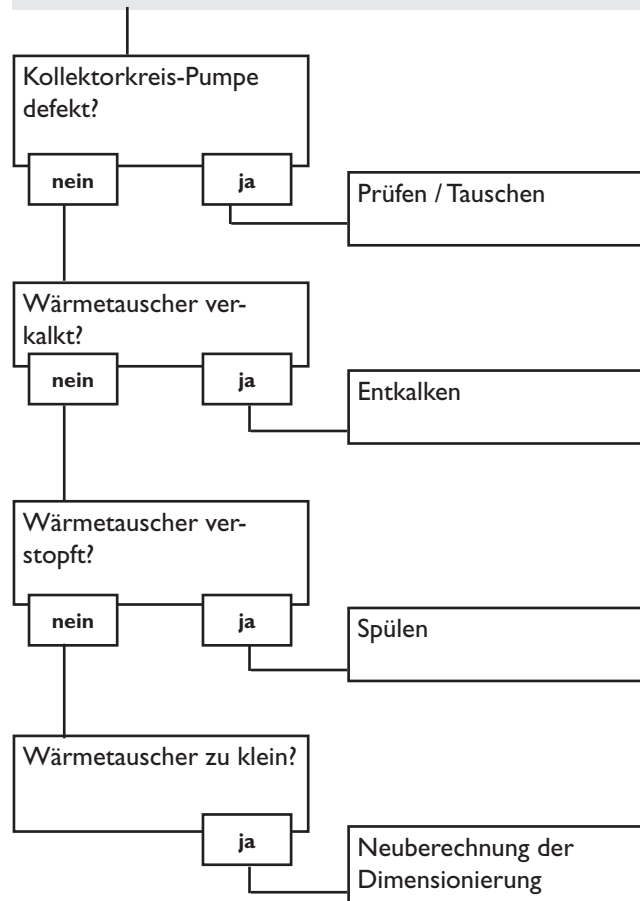 Kollektorkreis-Pumpe
defekt?
nein
ja
Prüfen / Tauschen
Wärmetauscher ver-
kalkt?
nein
ja
Entkalken
Wärmetauscher ver-
stopft?
nein
ja
Spülen
Wärmetauscher zu klein?
ja
Neuberechnung der
Dimensionierung